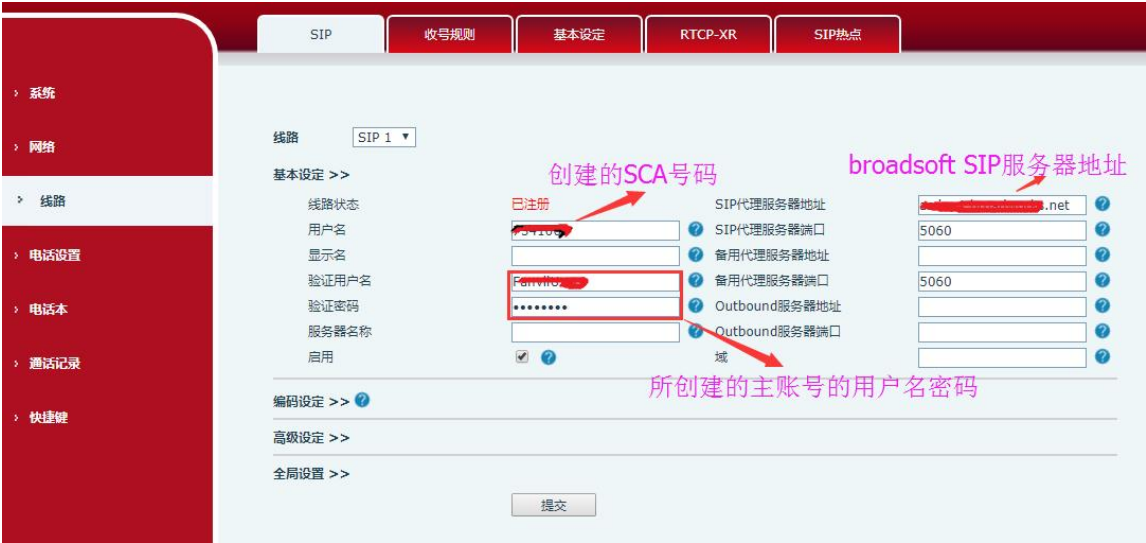 SIP
收号规则
基本设定
RTCP-XR
SIP热点
系统
网络
线路
电话设置
电话本
通话记录
快捷键
线路 SIP 1
基本设定 >>
创建的SCA号码
broadsoft SIP服务器地址
线路状态 已注册 SIP代理服务器地址 .net
用户名 SIP代理服务器端口 5060
显示名 备用代理服务器地址
验证用户名 备用代理服务器端口 5060
验证密码 •••••••• Outbound服务器地址
服务器名称 Outbound服务器端口
启用 域
所创建的主账号的用户名密码
编码设定 >>
高级设定 >>
全局设置 >>
提交